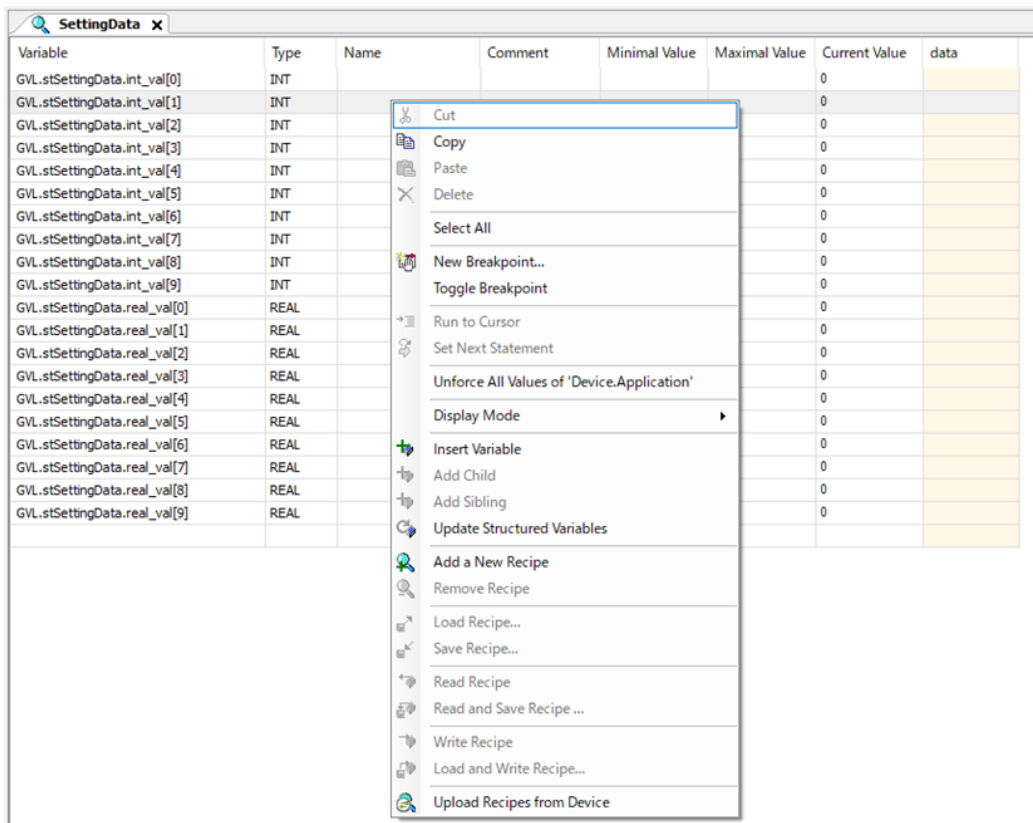 SettingData
Variable Type Name Comment Minimal Value Maximal Value Current Value data
GVL.stSettingData.int_val[0] INT 0
GVL.stSettingData.int_val[1] INT 0
GVL.stSettingData.int_val[2] INT 0
GVL.stSettingData.int_val[3] INT 0
GVL.stSettingData.int_val[4] INT 0
GVL.stSettingData.int_val[5] INT 0
GVL.stSettingData.int_val[6] INT 0
GVL.stSettingData.int_val[7] INT 0
GVL.stSettingData.int_val[8] INT 0
GVL.stSettingData.int_val[9] INT 0
GVL.stSettingData.real_val[0] REAL 0
GVL.stSettingData.real_val[1] REAL 0
GVL.stSettingData.real_val[2] REAL 0
GVL.stSettingData.real_val[3] REAL 0
GVL.stSettingData.real_val[4] REAL 0
GVL.stSettingData.real_val[5] REAL 0
GVL.stSettingData.real_val[6] REAL 0
GVL.stSettingData.real_val[7] REAL 0
GVL.stSettingData.real_val[8] REAL 0
GVL.stSettingData.real_val[9] REAL 0
Cut
Copy
Paste
Delete
Select All
New Breakpoint...
Toggle Breakpoint
Run to Cursor
Set Next Statement
Unforce All Values of 'Device.Application'
Display Mode
Insert Variable
Add Child
Add Sibling
Update Structured Variables
Add a New Recipe
Remove Recipe
Load Recipe...
Save Recipe...
Read Recipe
Read and Save Recipe ...
Write Recipe
Load and Write Recipe...
Upload Recipes from Device